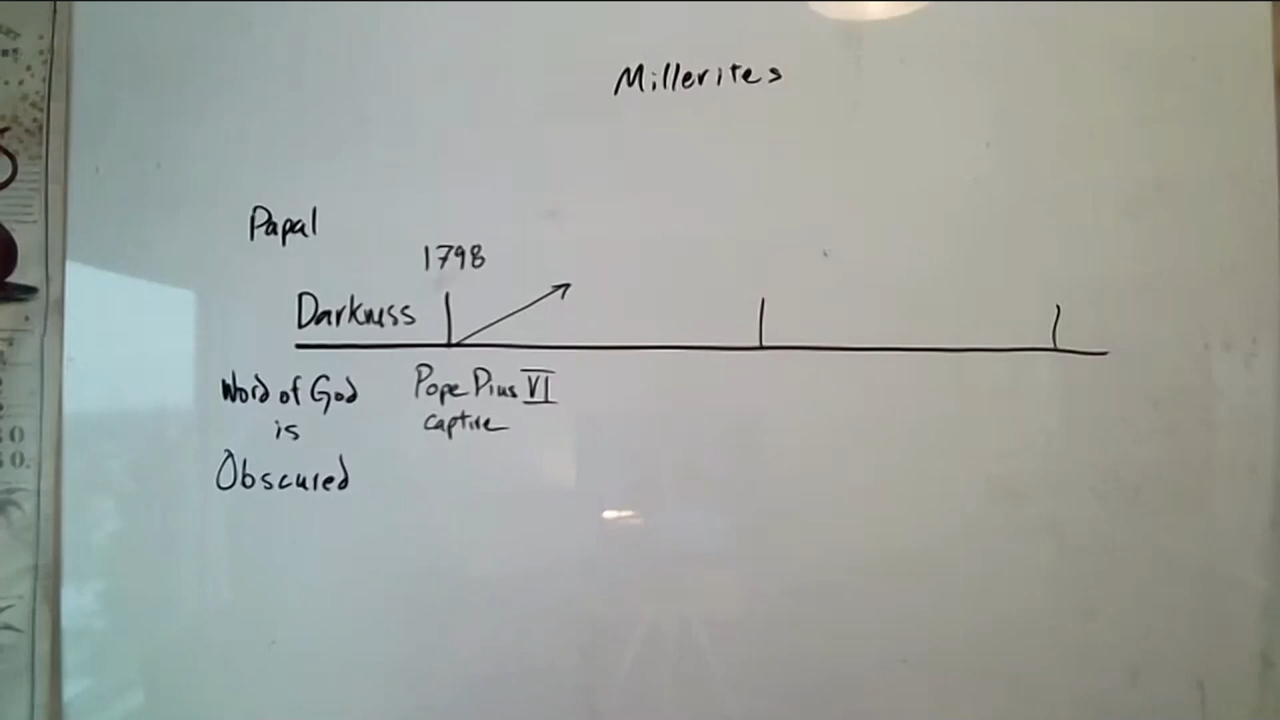 Millerites
Papal
1798
Darkness
Word of God
is
Obscured
Pope Pius VI
captive